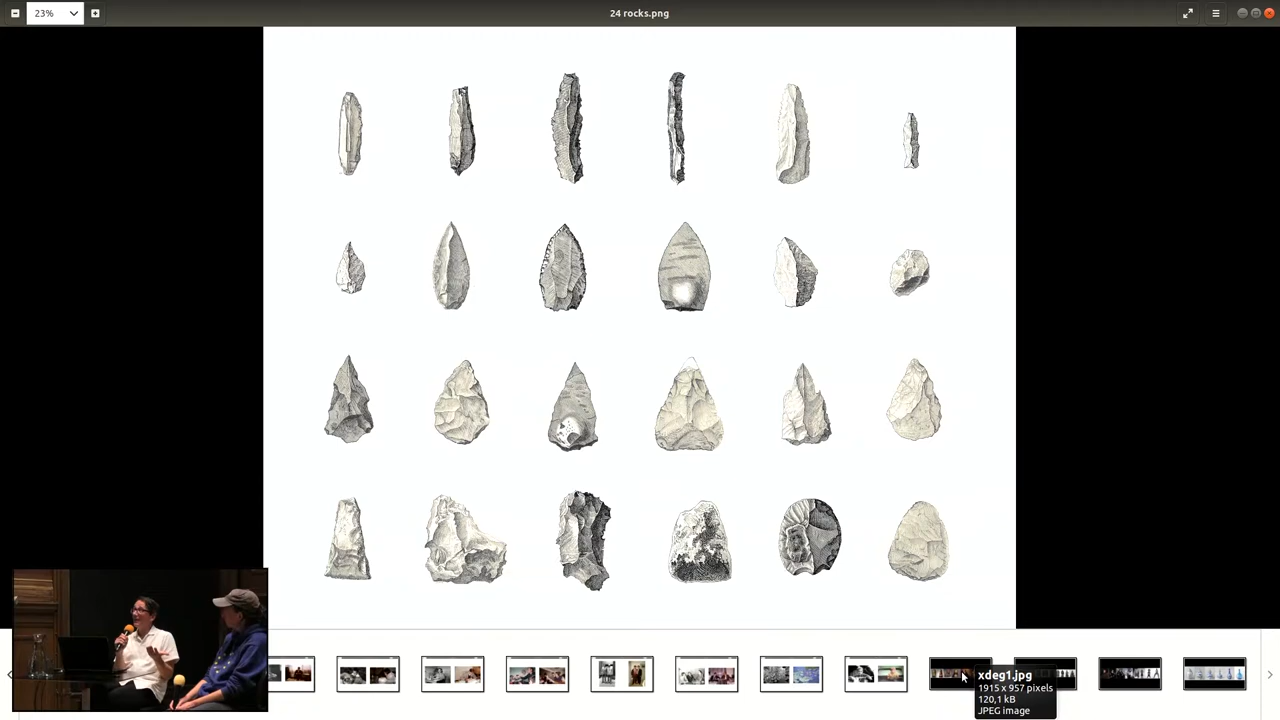 23%
24 rocks.png
xdeg1.jpg
1915 x 957 pixels
120,1 kB
JPEG image